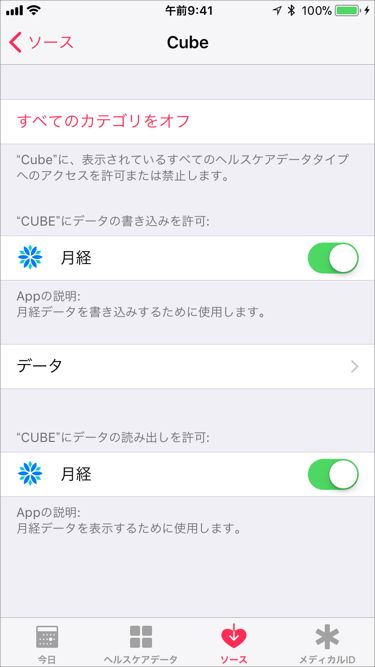 午前9:41
100%
ソース
Cube
すべてのカテゴリをオフ
“Cube”に、表示されているすべてのヘルスケアデータタイプ
へのアクセスを許可または禁止します。
“CUBE”にデータの書き込みを許可:
月経
Appの説明:
月経データを書き込みするために使用します。
データ
“CUBE”にデータの読み出しを許可:
月経
Appの説明:
月経データを表示するために使用します。
今日
ヘルスケアデータ
ソース
メディカルID